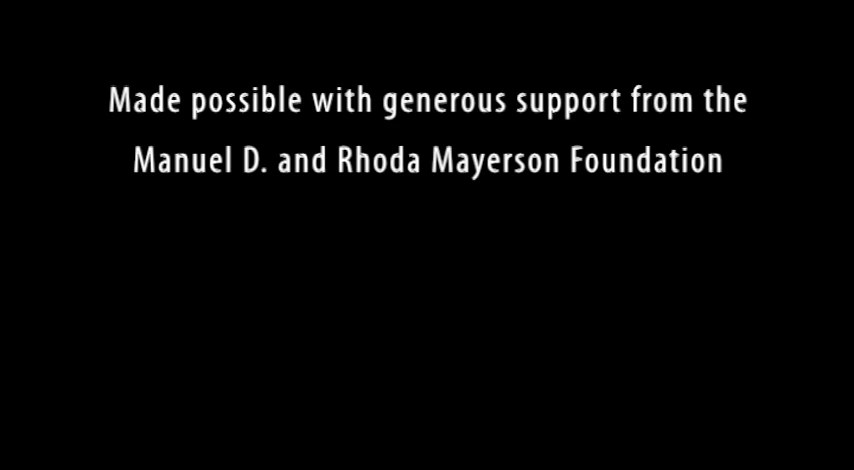 Made possible with generous support from the
Manuel D. and Rhoda Mayerson Foundation